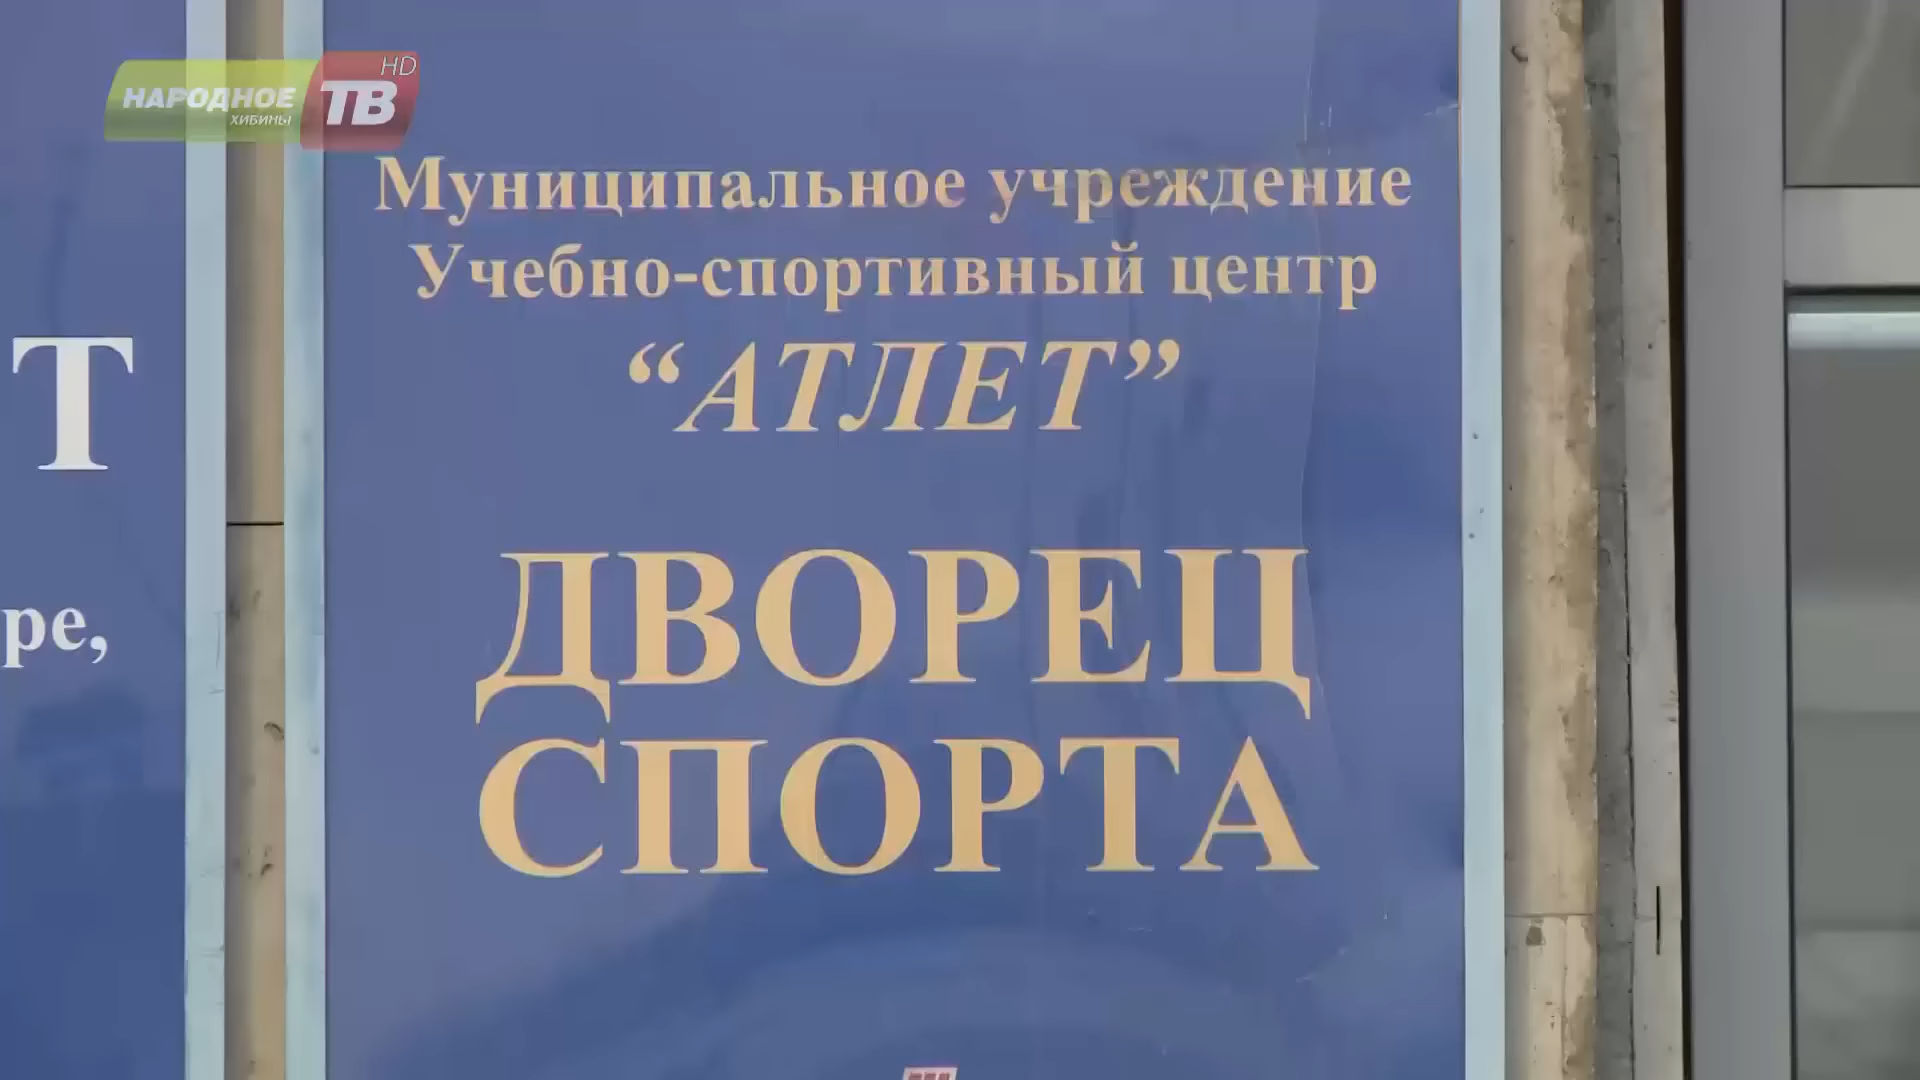 НАРОДНОЕ
ХИБИНЫ
ТВ HD
Муниципальное учреждение
Учебно-спортивный центр
“АТЛЕТ”
ДВОРЕЦ
СПОРТА
Т
ре,